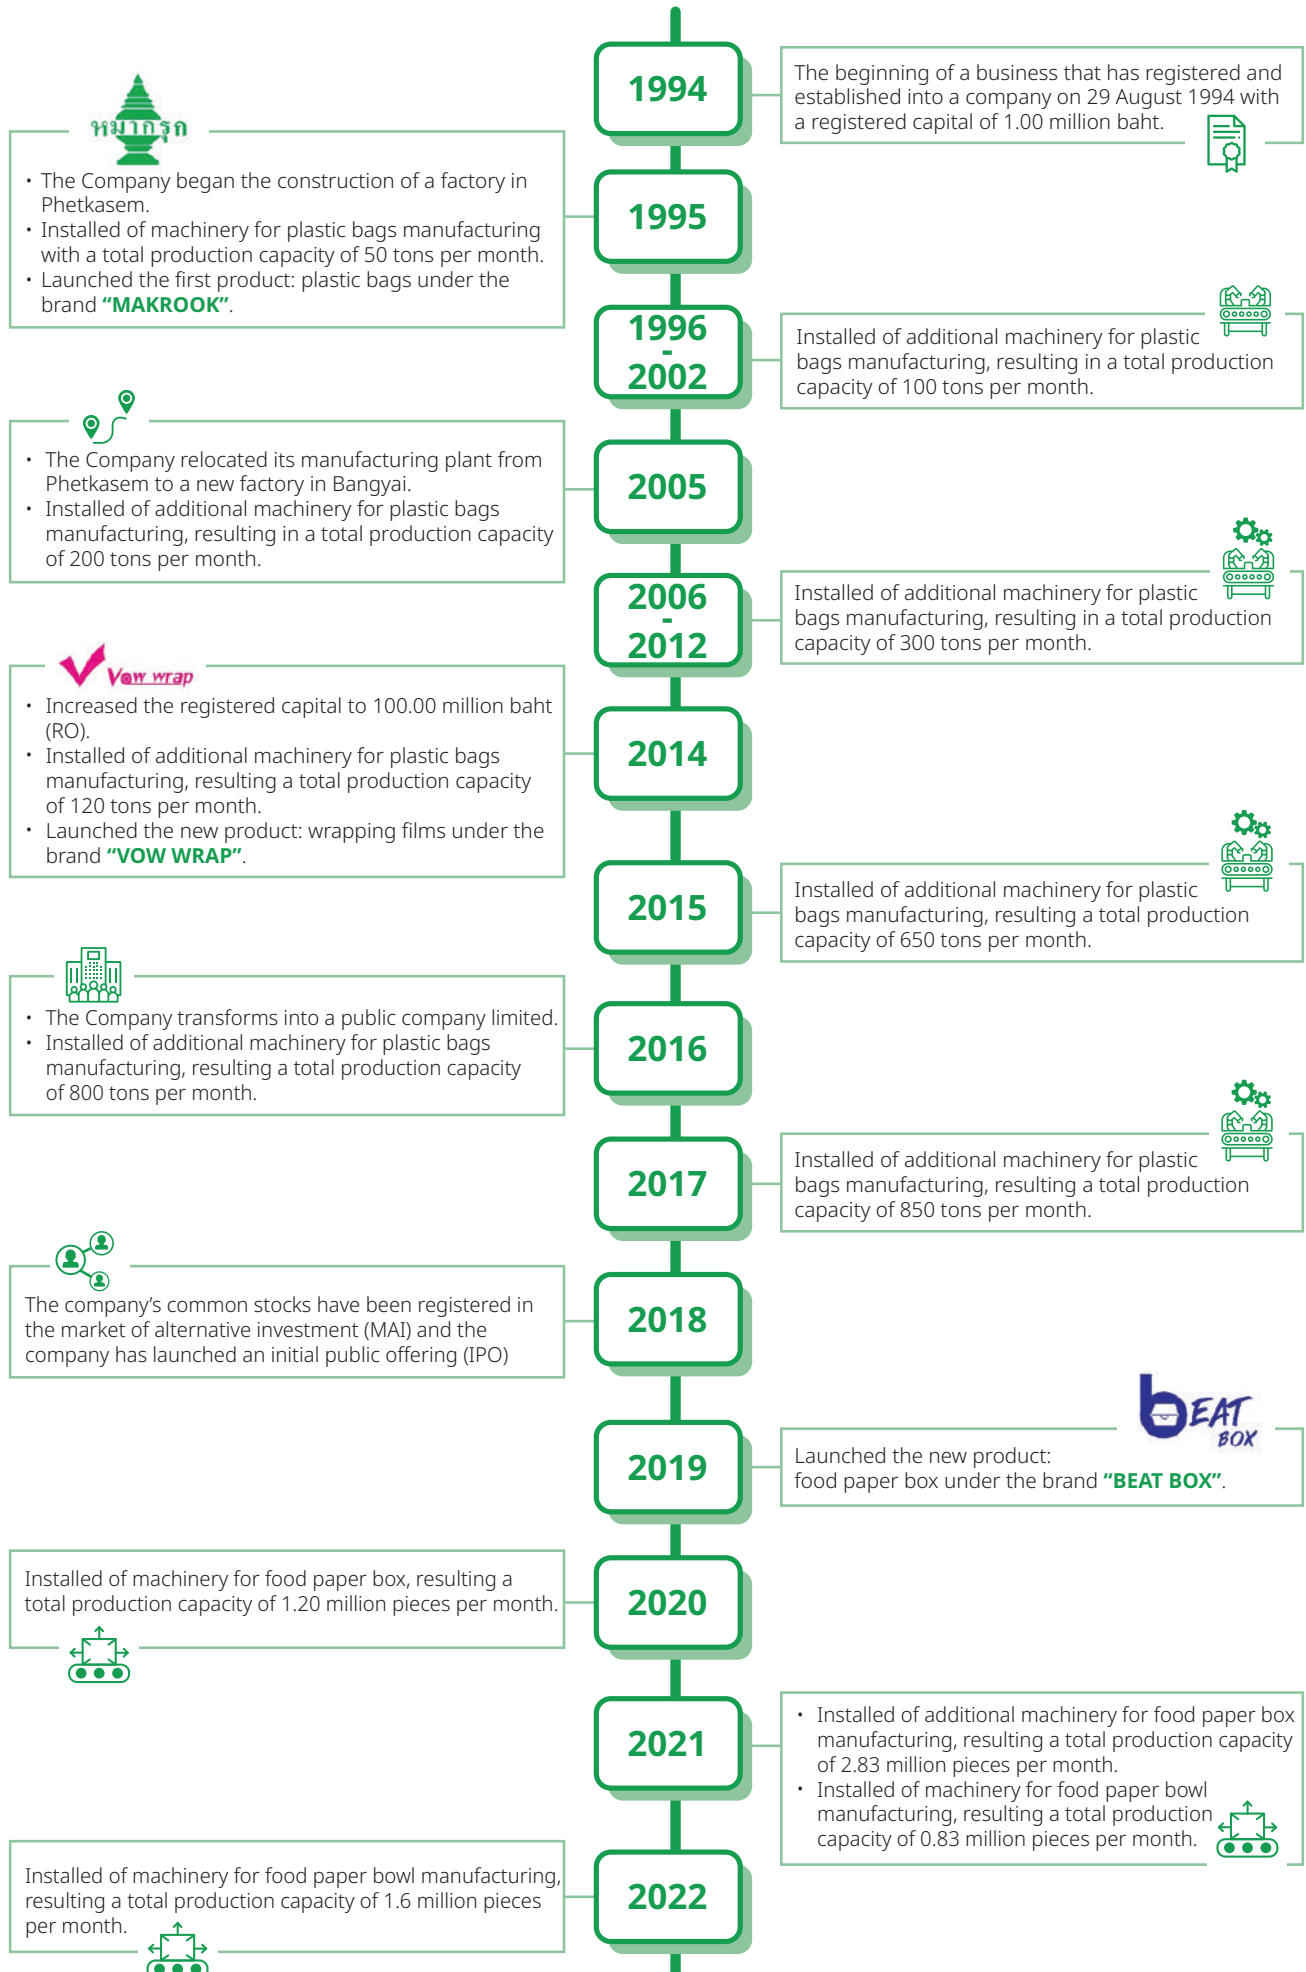 1994
The beginning of a business that has registered and
established into a company on 29 August 1994 with
a registered capital of 1.00 million baht.
หมากรุก
• The Company began the construction of a factory in
Phetkasem.
• Installed of machinery for plastic bags manufacturing
with a total production capacity of 50 tons per month.
• Launched the first product: plastic bags under the
brand “MAKROOK”.
1995
1996
-
2002
Installed of additional machinery for plastic
bags manufacturing, resulting in a total production
capacity of 100 tons per month.
• The Company relocated its manufacturing plant from
Phetkasem to a new factory in Bangyai.
• Installed of additional machinery for plastic bags
manufacturing, resulting in a total production capacity
of 200 tons per month.
2005
2006
-
2012
Installed of additional machinery for plastic
bags manufacturing, resulting in a total production
capacity of 300 tons per month.
Vow wrap
• Increased the registered capital to 100.00 million baht
(RO).
• Installed of additional machinery for plastic bags
manufacturing, resulting a total production capacity
of 120 tons per month.
• Launched the new product: wrapping films under the
brand “VOW WRAP”.
2014
2015
Installed of additional machinery for plastic
bags manufacturing, resulting a total production
capacity of 650 tons per month.
• The Company transforms into a public company limited.
• Installed of additional machinery for plastic bags
manufacturing, resulting a total production capacity
of 800 tons per month.
2016
2017
Installed of additional machinery for plastic
bags manufacturing, resulting a total production
capacity of 850 tons per month.
The company’s common stocks have been registered in
the market of alternative investment (MAI) and the
company has launched an initial public offering (IPO)
2018
bEAT
BOX
2019
Launched the new product:
food paper box under the brand “BEAT BOX”.
Installed of machinery for food paper box, resulting a
total production capacity of 1.20 million pieces per month.
2020
2021
• Installed of additional machinery for food paper box
manufacturing, resulting a total production capacity
of 2.83 million pieces per month.
• Installed of machinery for food paper bowl
manufacturing, resulting a total production
capacity of 0.83 million pieces per month.
Installed of machinery for food paper bowl manufacturing,
resulting a total production capacity of 1.6 million pieces
per month.
2022